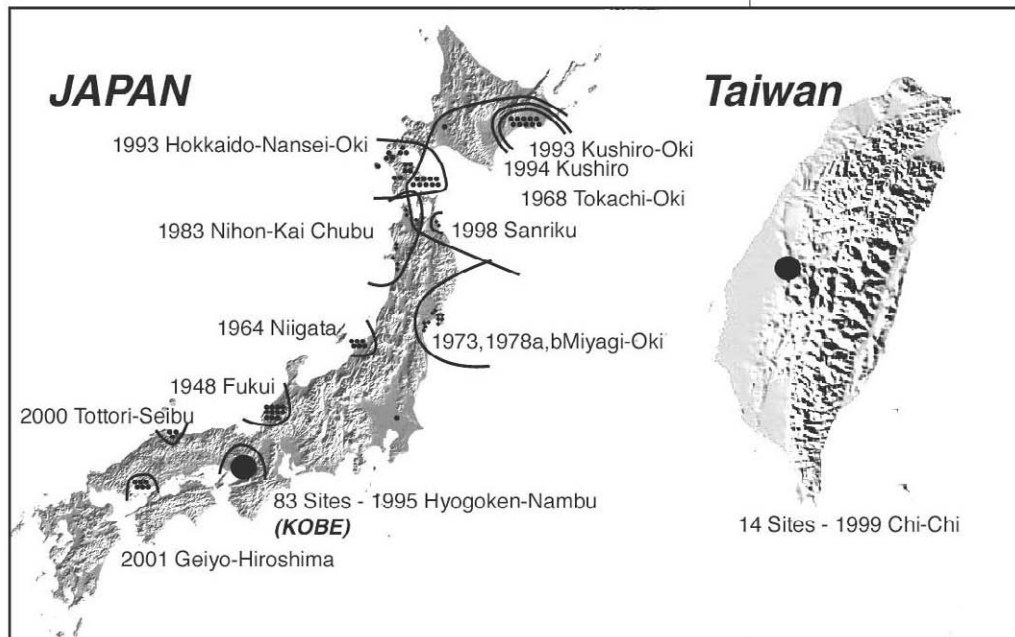 JAPAN
Taiwan
1993 Hokkaido-Nansei-Oki
1993 Kushiro-Oki
1994 Kushiro
1968 Tokachi-Oki
1983 Nihon-Kai Chubu
1998 Sanriku
1964 Niigata
1973,1978a,bMiyagi-Oki
1948 Fukui
2000 Tottori-Seibu
83 Sites - 1995 Hyogoken-Nambu
(KOBE)
14 Sites - 1999 Chi-Chi
2001 Geiyo-Hiroshima